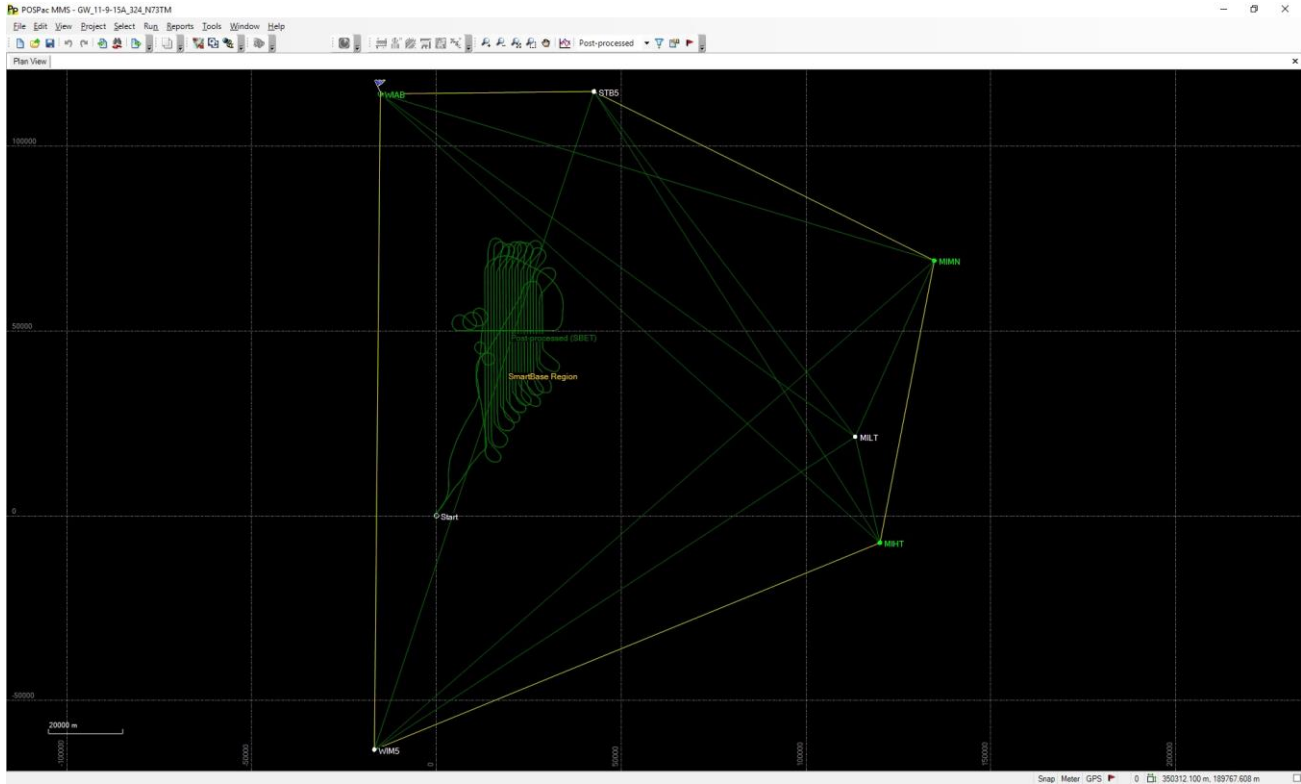 POSPac MMS - GW_11-9-15A_324_N73TM
File Edit View Project Select Run Reports Tools Window Help
Post-processed
Plan View
WIAB
STB5
100000
MIMN
50000
Post-processed (SBET)
SmartBase Region
MILT
0
Start
MIHT
-50000
20000 m
WIM5
-100000
-50000
0
50000
100000
150000
200000
Snap Meter GPS 0 350312.100 m, 189767.608 m